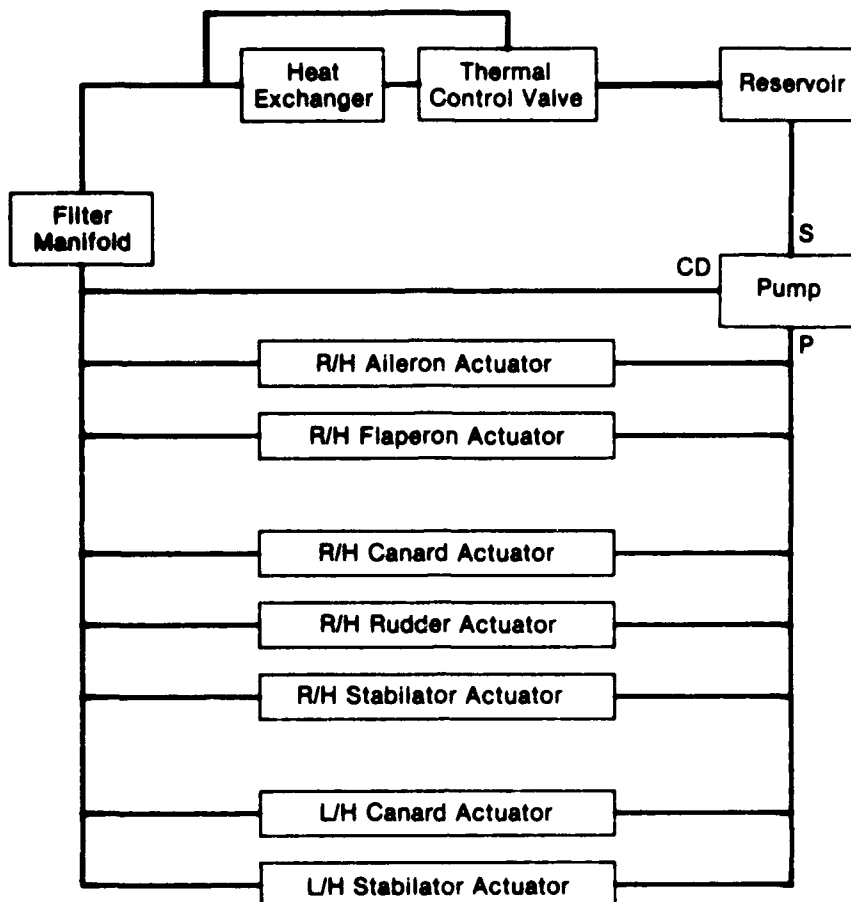 Heat
Exchanger
Thermal
Control Valve
Reservoir
Filter
Manifold
S
CD
Pump
P
R/H Aileron Actuator
R/H Flaperon Actuator
R/H Canard Actuator
R/H Rudder Actuator
R/H Stabilator Actuator
L/H Canard Actuator
L/H Stabilator Actuator